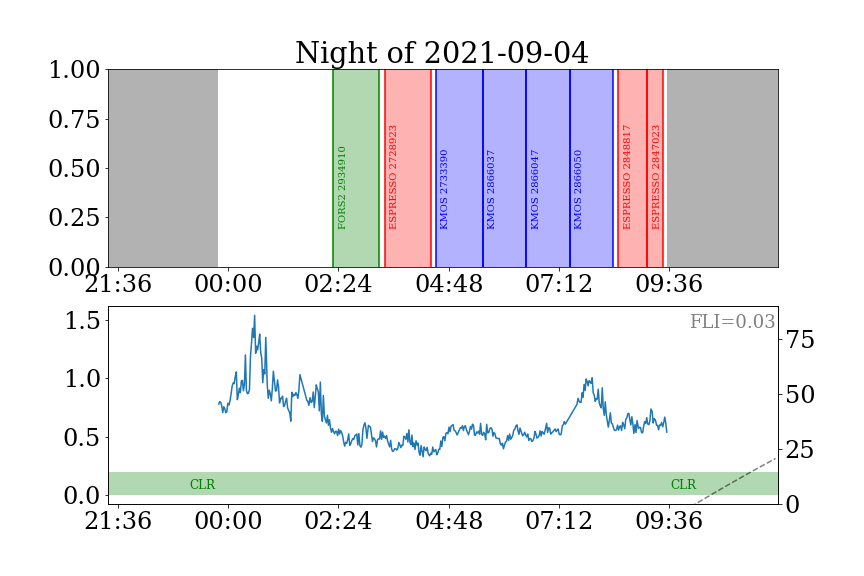 Night of 2021-09-04
1.00
0.75
0.50
0.25
0.00
FORS2 2934910
ESPRESSO 2728923
KMOS 2733390
KMOS 2866037
KMOS 2866047
KMOS 2866050
ESPRESSO 2848817
ESPRESSO 2847023
21:36 00:00 02:24 04:48 07:12 09:36
FLI=0.03
1.5
1.0
0.5
0.0
75
50
25
0
CLR CLR
21:36 00:00 02:24 04:48 07:12 09:36